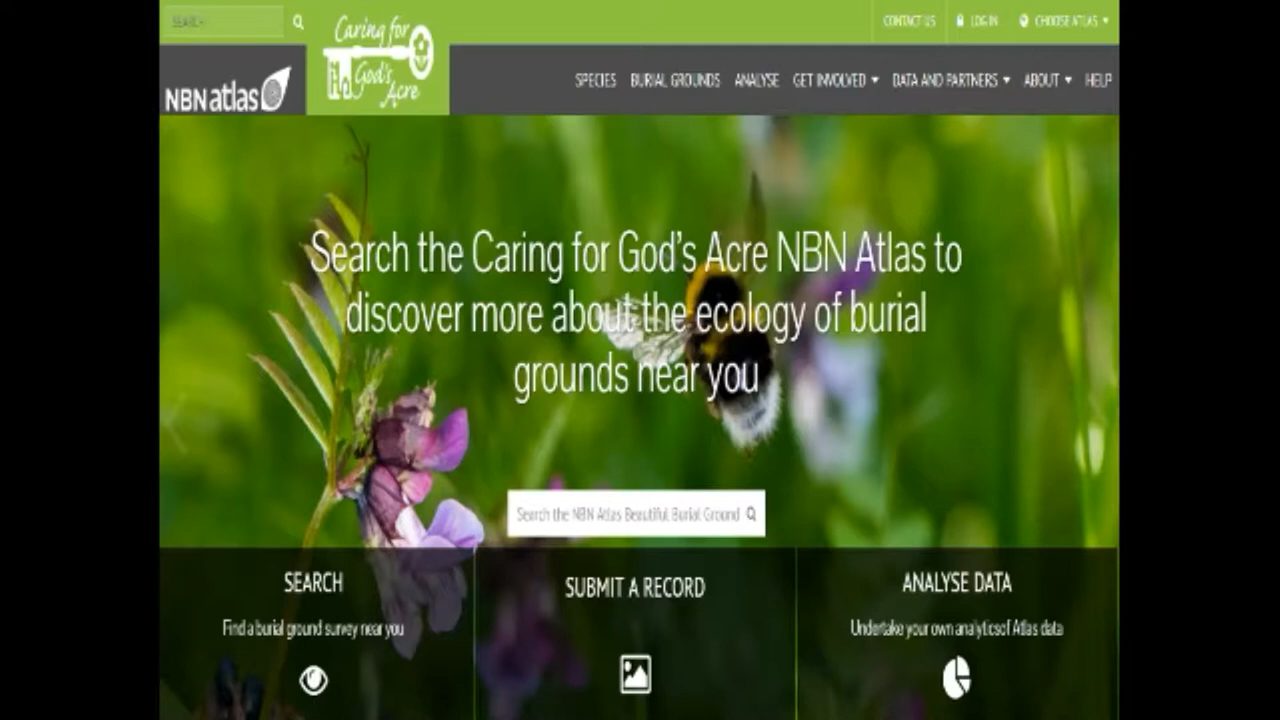 SEARCH
CONTACT US
LOG IN
CHOOSE ATLAS
Caring for
God's
Acre
NBN atlas
SPECIES BURIAL GROUNDS ANALYSE GET INVOLVED DATA AND PARTNERS ABOUT HELP
Search the Caring for God's Acre NBN Atlas to
discover more about the ecology of burial
grounds near you
Search the NBN Atlas Beautiful Burial Ground
SEARCH
Find a burial ground survey near you
SUBMIT A RECORD
ANALYSE DATA
Undertake your own analyticsof Atlas data